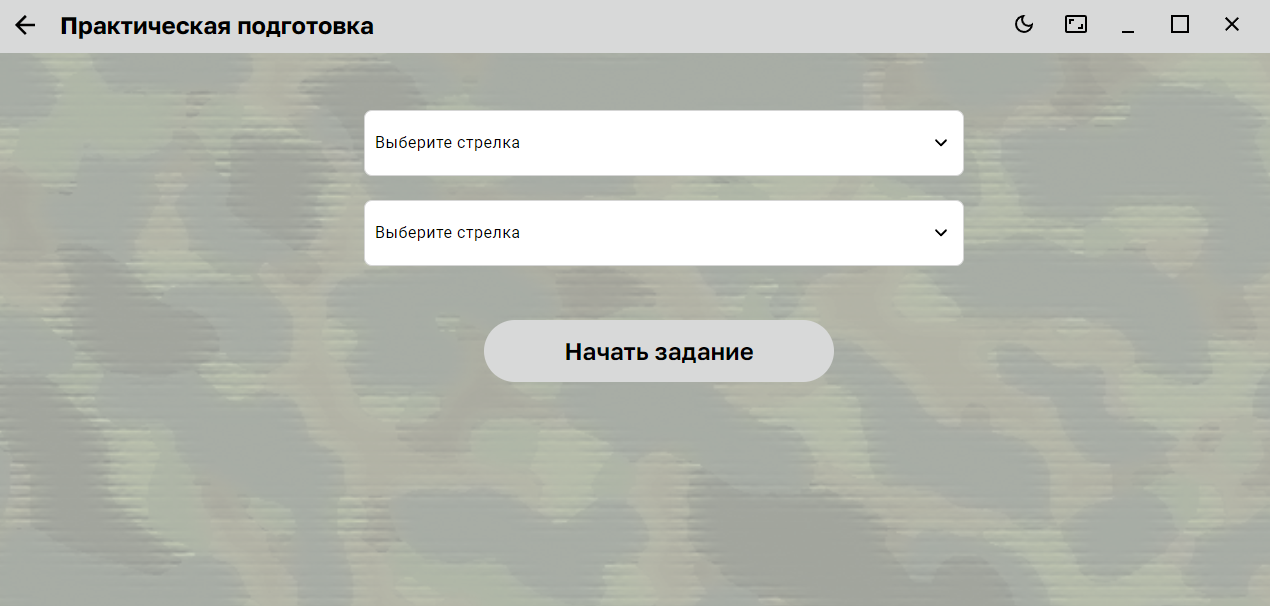 Практическая подготовка
Выберите стрелка
Выберите стрелка
Начать задание